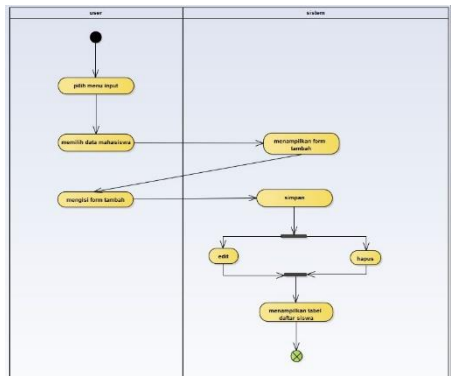 user
sistem
pilih menu input
memilih data mahasiswa
menampilkan form
tambah
mengisi form tambah
simpan
edit
hapus
menampilkan tabel
daftar siswa